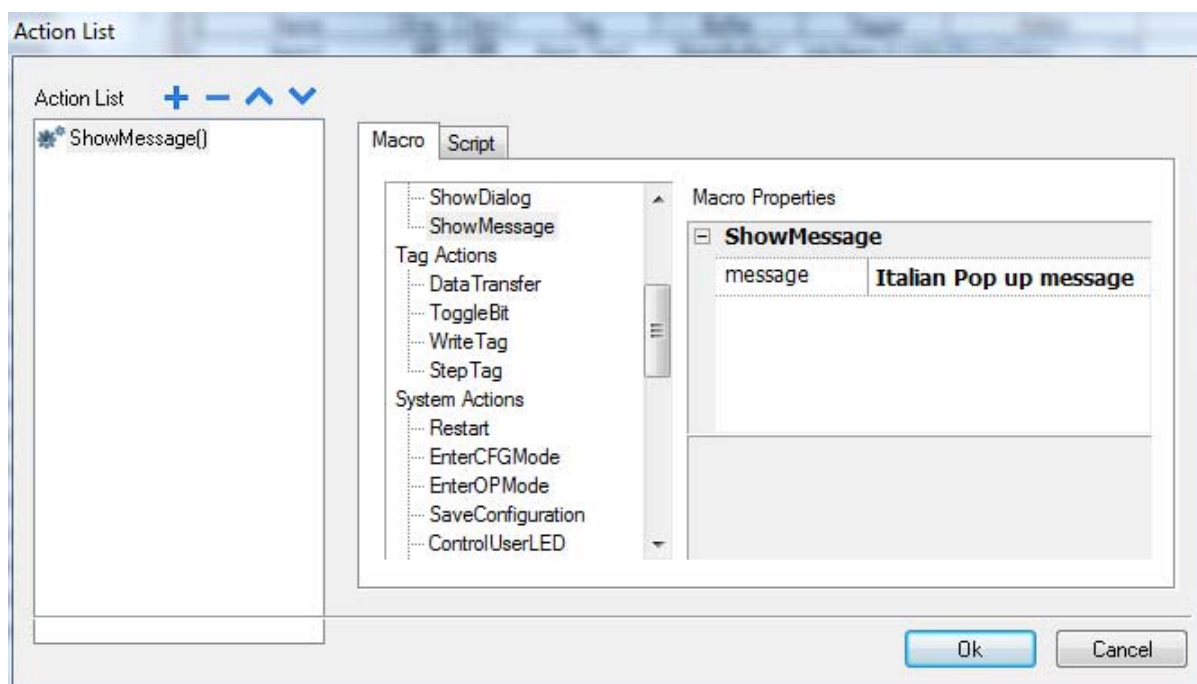 Action List
Action List
ShowMessage()
Macro
Script
ShowDialog
ShowMessage
Tag Actions
DataTransfer
ToggleBit
WriteTag
StepTag
System Actions
Restart
EnterCFGMode
EnterOPMode
SaveConfiguration
ControlUserLED
Macro Properties
ShowMessage
message Italian Pop up message
Ok
Cancel